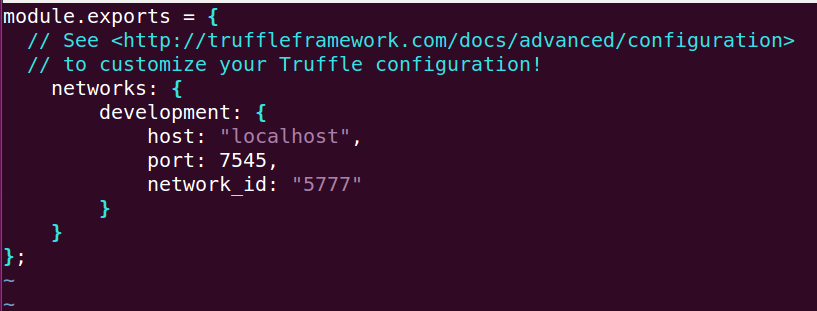 module.exports = {
  // See <http://truffleframework.com/docs/advanced/configuration>
  // to customize your Truffle configuration!
    networks: {
        development: {
            host: "localhost",
            port: 7545,
            network_id: "5777"
        }
    }
};
~
~